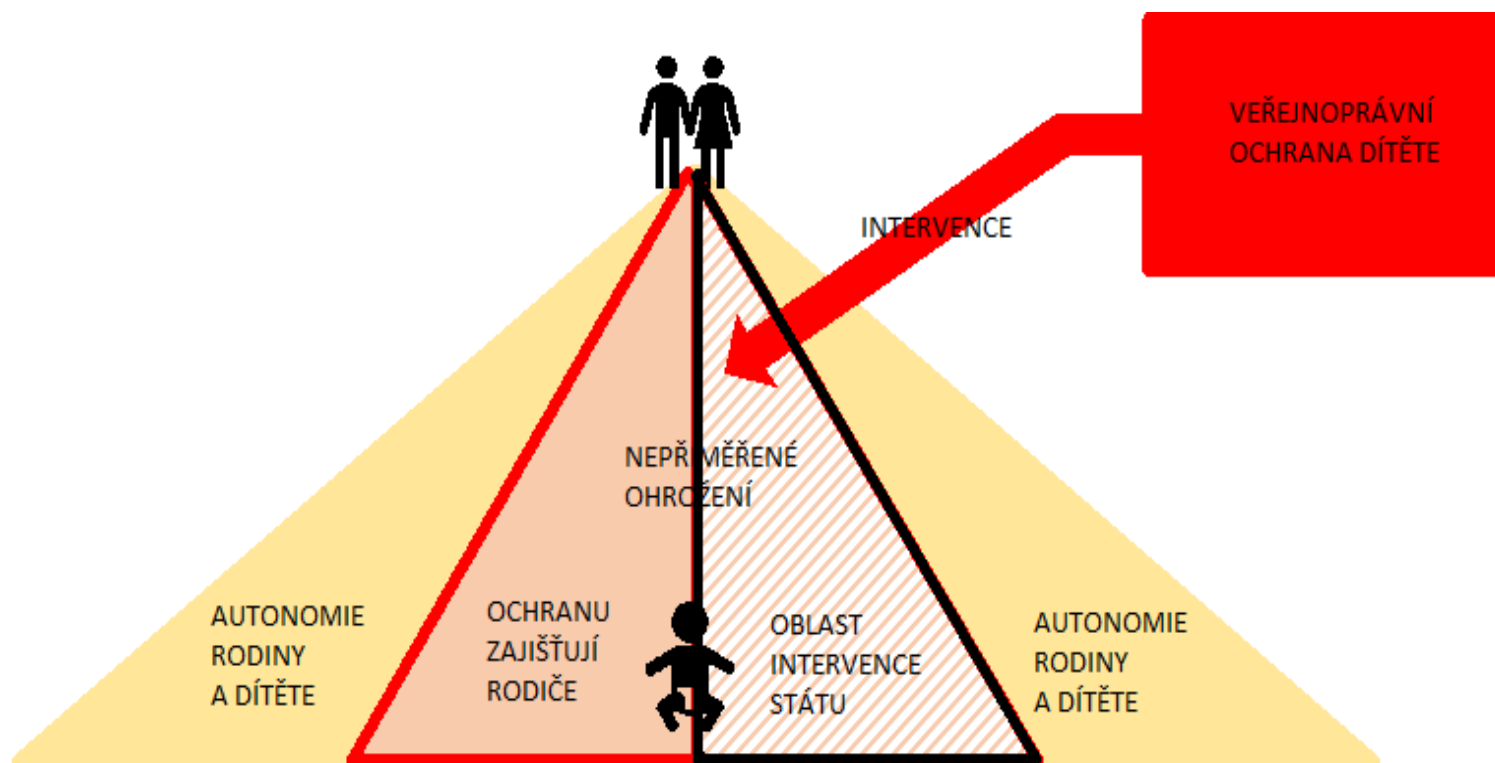 VEŘEJNOPRÁVNÍ
OCHRANA DÍTĚTE
INTERVENCE
NEPŘIMĚŘENÉ
OHROŽENÍ
AUTONOMIE
RODINY
A DÍTĚTE
OCHRANU
ZAJIŠŤUJÍ
RODIČE
OBLAST
INTERVENCE
STÁTU
AUTONOMIE
RODINY
A DÍTĚTE